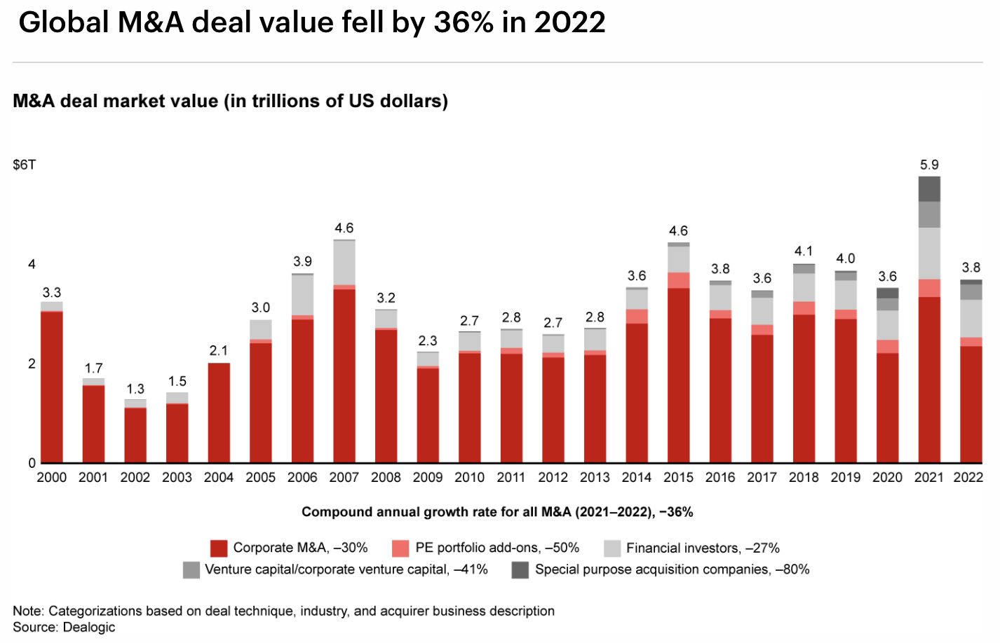 Global M&A deal value fell by 36% in 2022
M&A deal market value (in trillions of US dollars)
$6T
5.9
4.6
4.6
4.1
4.0
4
3.9
3.8
3.8
3.6
3.6
3.6
3.3
3.2
3.0
2.7
2.8
2.7
2.8
2.3
2.1
2
1.7
1.3
1.5
0
2000 2001 2002 2003 2004 2005 2006 2007 2008 2009 2010 2011 2012 2013 2014 2015 2016 2017 2018 2019 2020 2021 2022
Compound annual growth rate for all M&A (2021–2022), −36%
Corporate M&A, –30% PE portfolio add-ons, –50% Financial investors, –27%
Venture capital/corporate venture capital, –41% Special purpose acquisition companies, –80%
Note: Categorizations based on deal technique, industry, and acquirer business description
Source: Dealogic